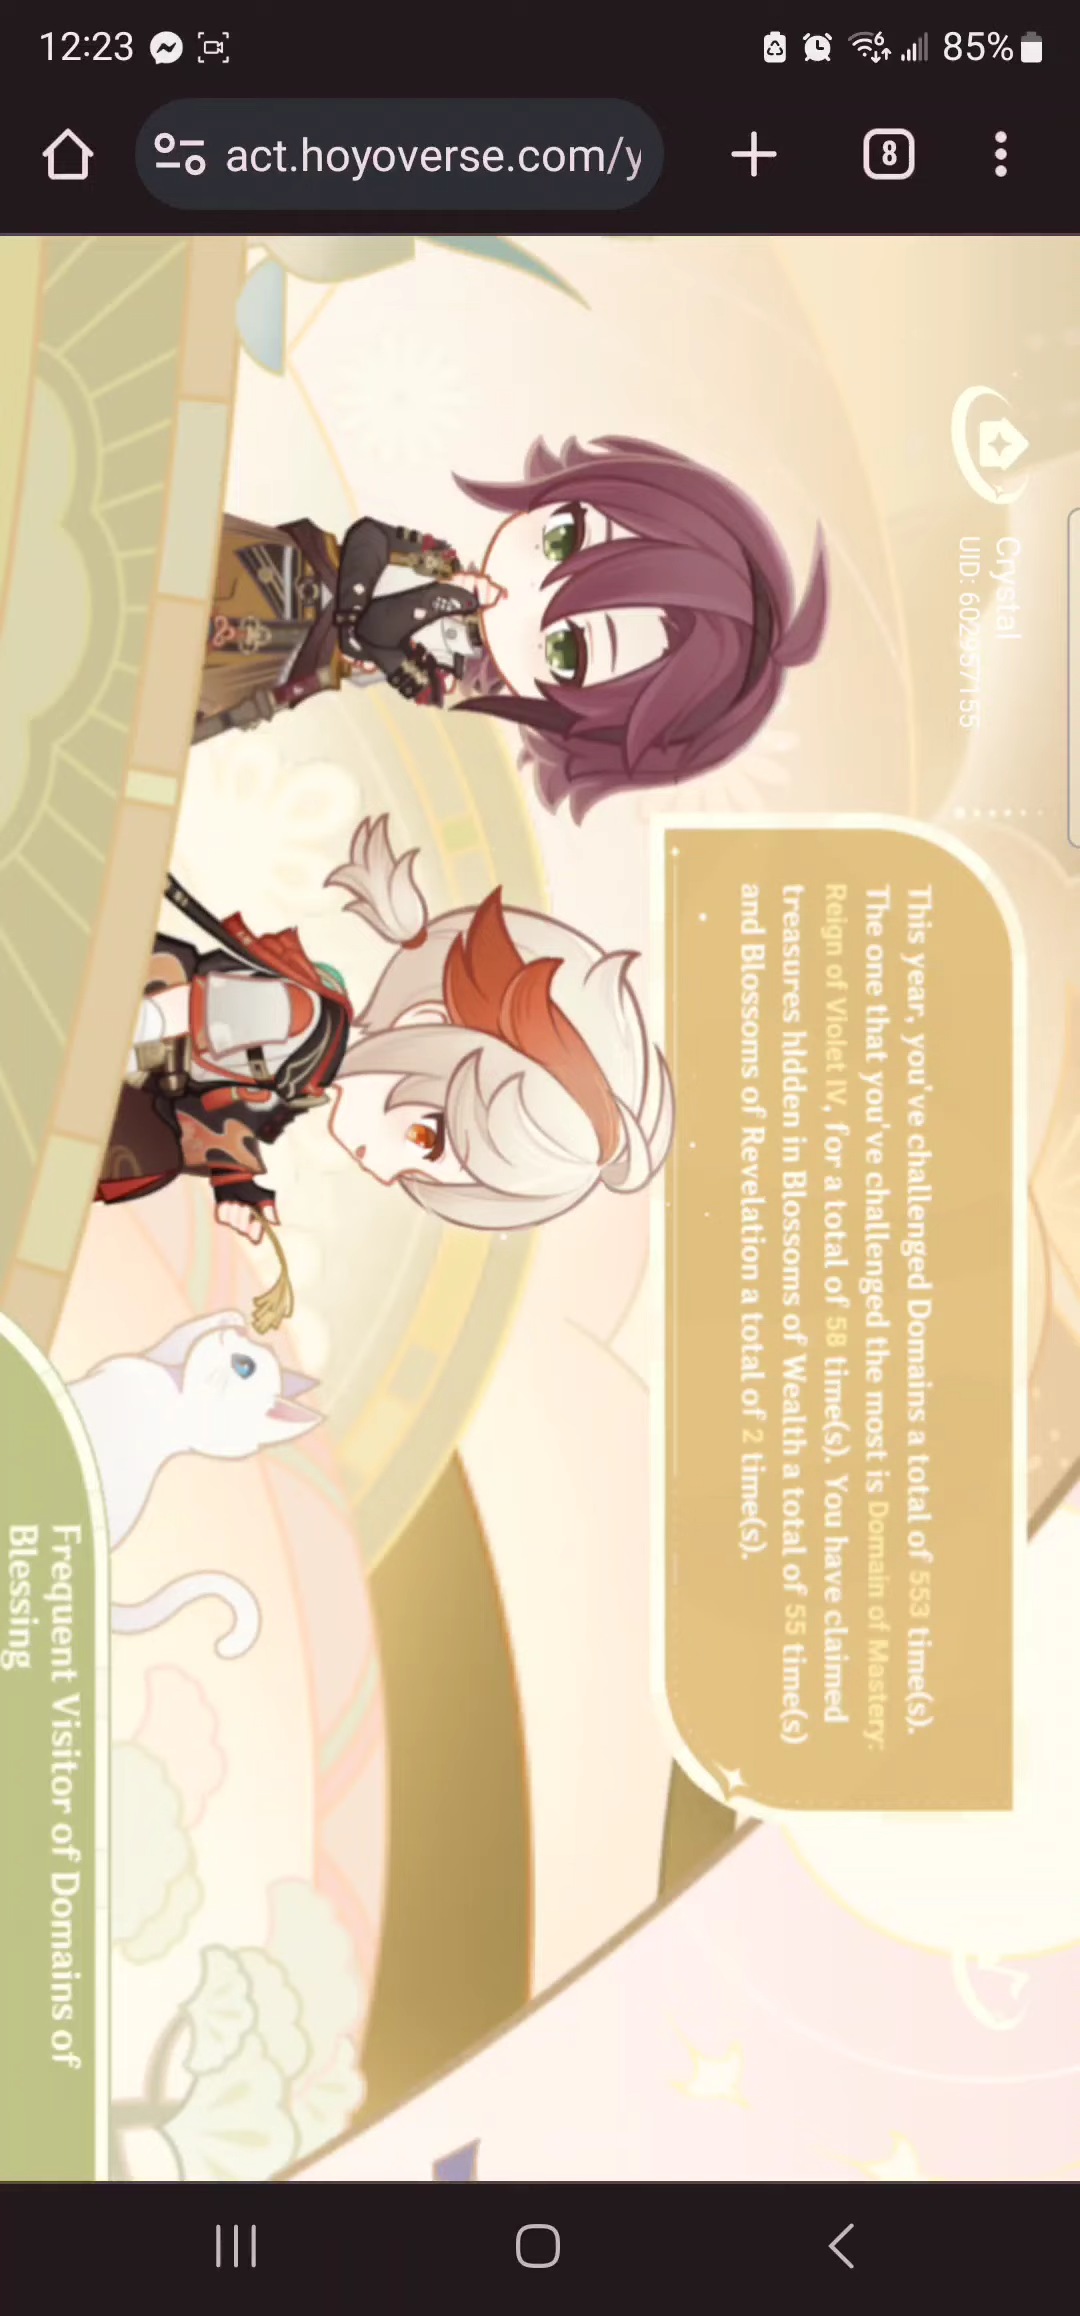 12:23
85%
act.hoyoverse.com/y
8
Crystal
UID: 602957155
This year, you've challenged Domains a total of 553 time(s).
The one that you've challenged the most is Domain of Mastery:
Reign of Violet IV, for a total of 58 time(s). You have claimed
treasures hidden in Blossoms of Wealth a total of 55 time(s)
and Blossoms of Revelation a total of 2 time(s).
Frequent Visitor of Domains of
Blessing